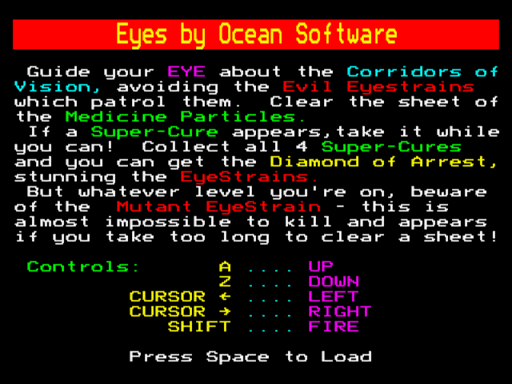 Eyes by Ocean Software
Guide your EYE about the Corridors of
Vision, avoiding the Evil Eyestrains
which patrol them. Clear the sheet of
the Medicine Particles.
If a Super-Cure appears,take it while
you can! Collect all 4 Super-Cures
and you can get the Diamond of Arrest,
stunning the EyeStrains.
But whatever level you're on, beware
of the Mutant EyeStrain - this is
almost impossible to kill and appears
if you take too long to clear a sheet!
Controls: A .... UP
Z .... DOWN
CURSOR ← .... LEFT
CURSOR → .... RIGHT
SHIFT .... FIRE
Press Space to Load